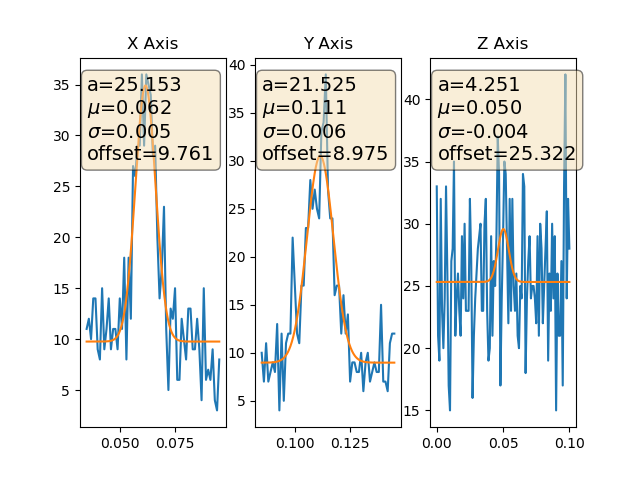 X Axis
Y Axis
Z Axis
a=25.153
μ=0.062
σ=0.005
offset=9.761
a=21.525
μ=0.111
σ=0.006
offset=8.975
a=4.251
μ=0.050
σ=-0.004
offset=25.322
35
30
25
20
15
10
5
0.050
0.075
40
35
30
25
20
15
10
5
0.100
0.125
40
35
30
25
20
15
0.00
0.05
0.10